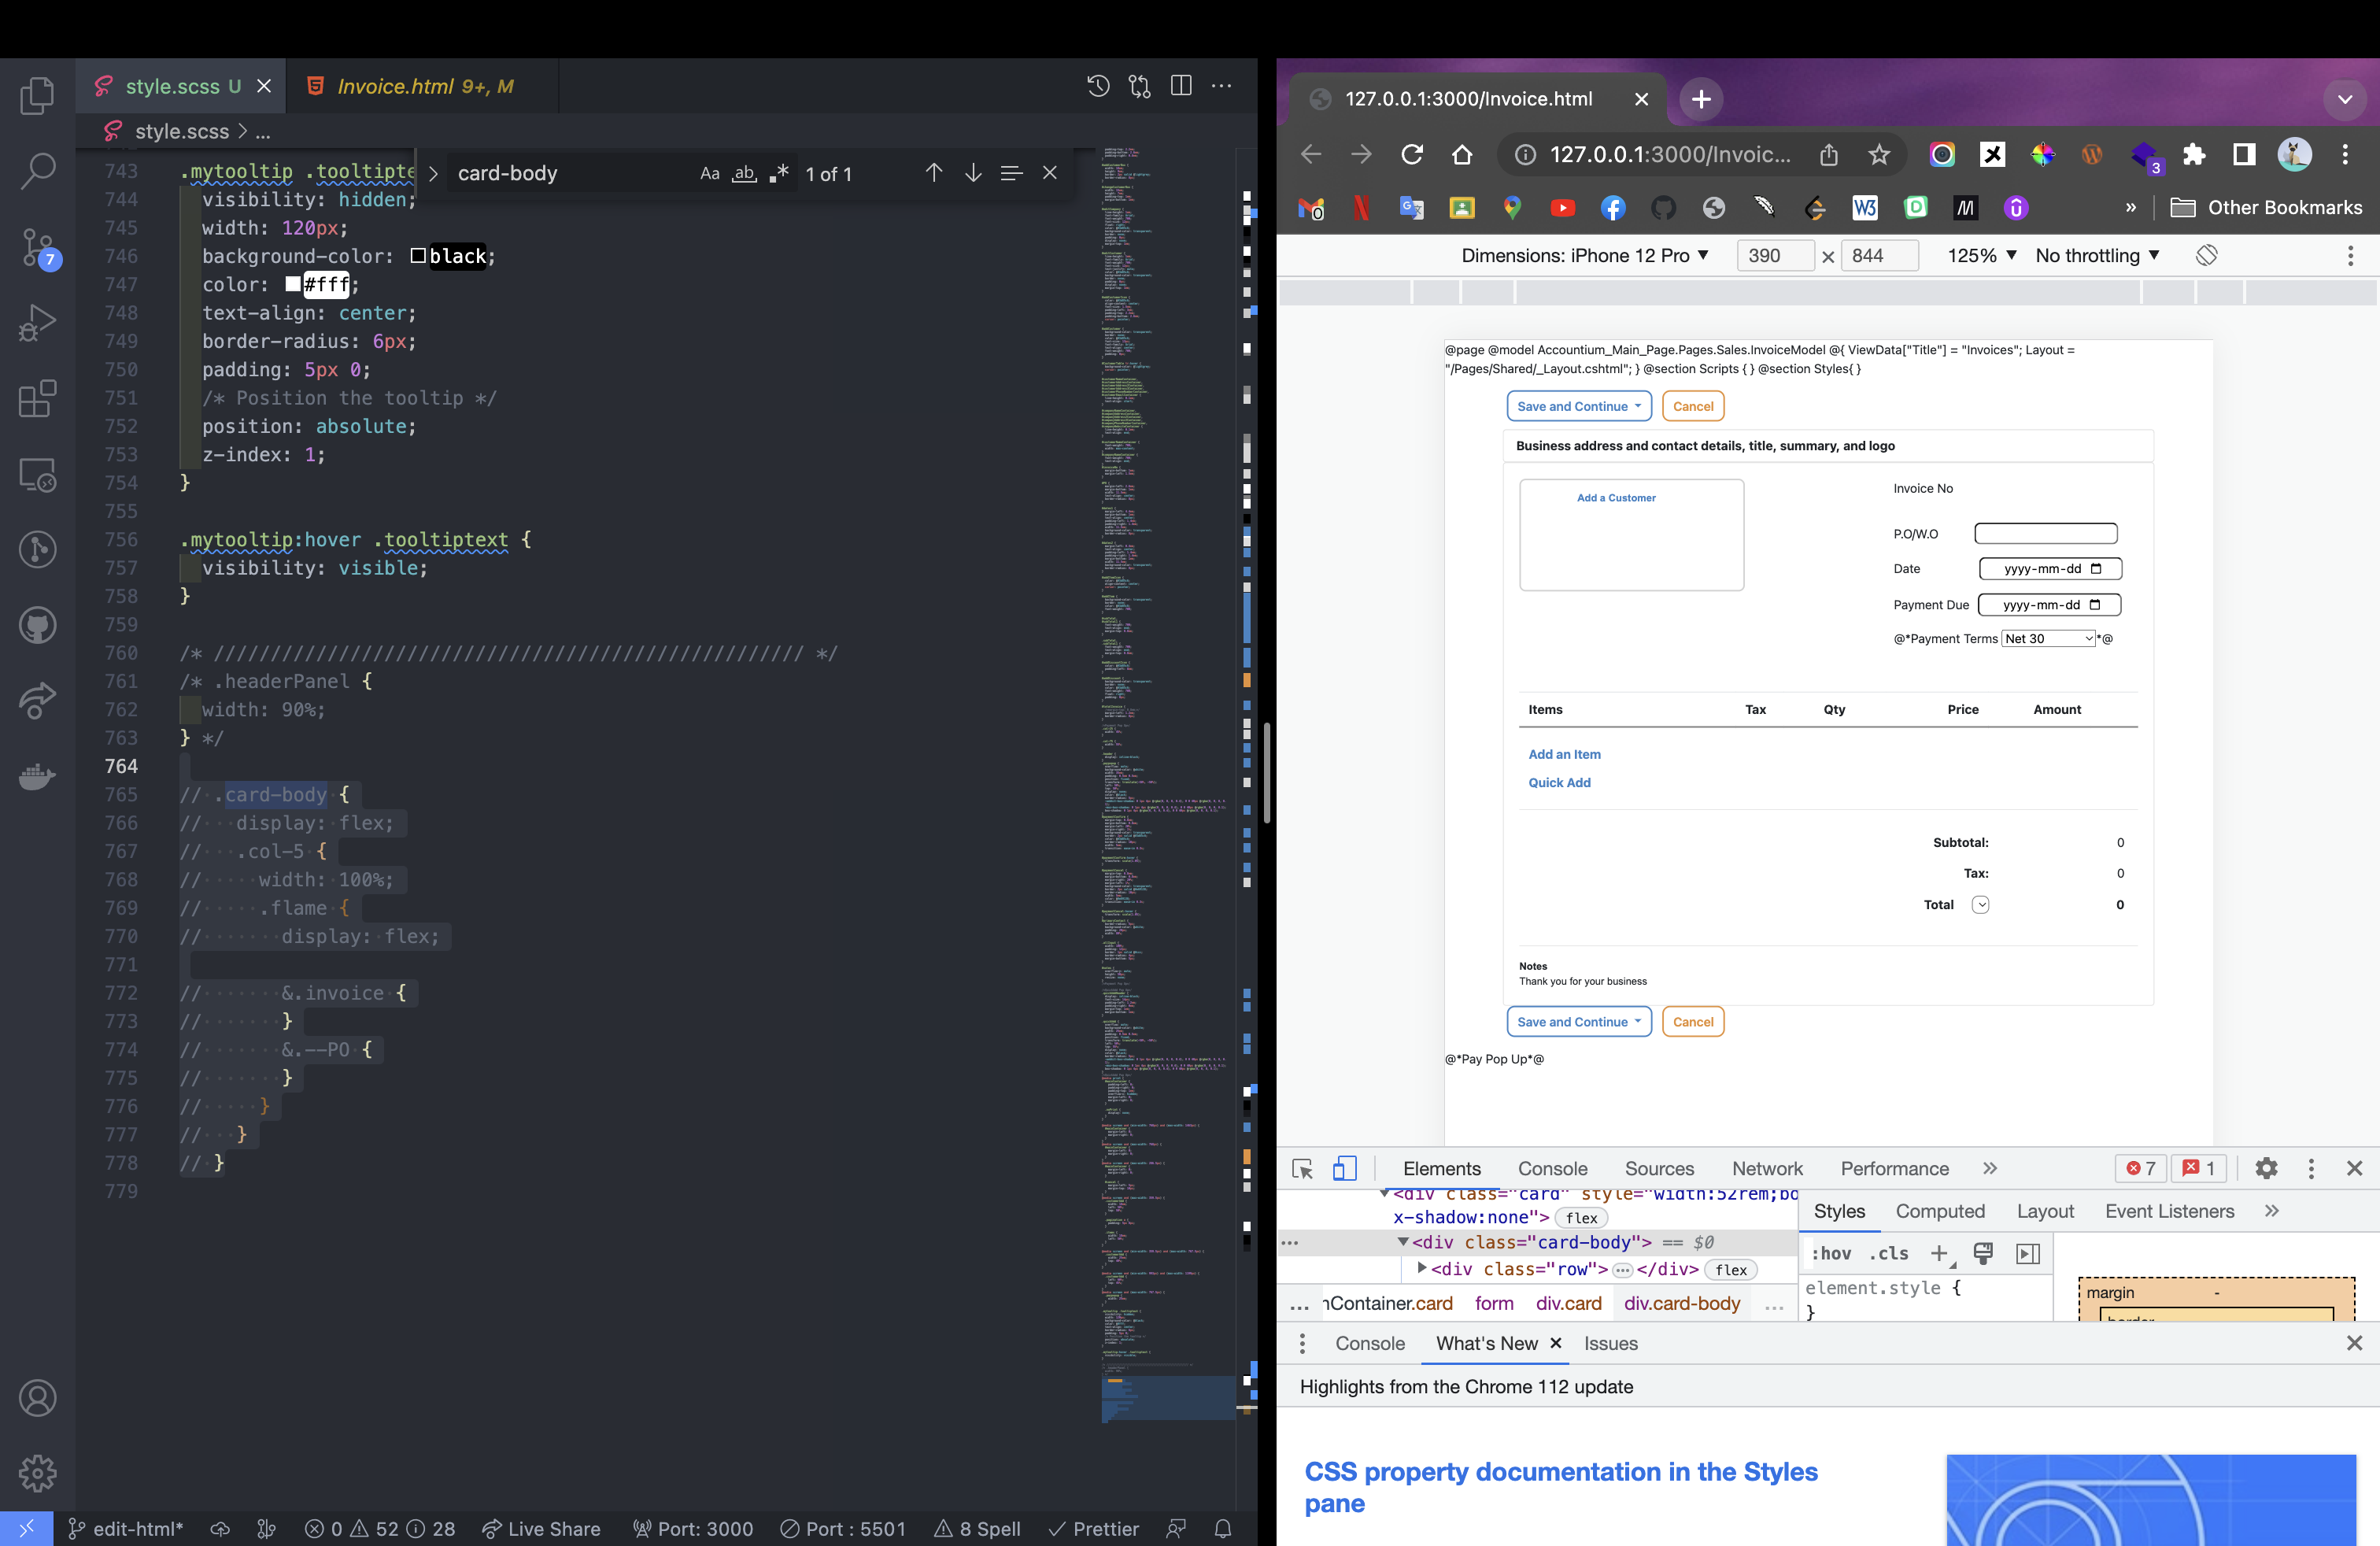 style.scss U
Invoice.html 9+, M
style.scss > ...
card-body
Aa
ab
1 of 1
743 .mytooltip .tooltipte
744 visibility: hidden;
745 width: 120px;
746 background-color: black;
747 color: #fff;
748 text-align: center;
749 border-radius: 6px;
750 padding: 5px 0;
751 /* Position the tooltip */
752 position: absolute;
753 z-index: 1;
754 }
755
756 .mytooltip:hover .tooltiptext {
757 visibility: visible;
758 }
759
760 /* //////////////////////////////////////////////////// */
761 /* .headerPanel {
762 width: 90%;
763 } */
764
765 // .card-body {
766 // display: flex;
767 // .col-5 {
768 // width: 100%;
769 // .flame {
770 // display: flex;
771
772 // &.invoice {
773 // }
774 // &.--PO {
775 // }
776 // }
777 // }
778 // }
779
7
edit-html*
0 52 28
Live Share
Port: 3000
Port : 5501
8 Spell
Prettier
127.0.0.1:3000/Invoice.html
127.0.0.1:3000/Invoic...
3
W3
Other Bookmarks
Dimensions: iPhone 12 Pro
390 × 844
125%
No throttling
@page @model Accountium_Main_Page.Pages.Sales.InvoiceModel @{ ViewData["Title"] = "Invoices"; Layout =
"/Pages/Shared/_Layout.cshtml"; } @section Scripts { } @section Styles{ }
Save and Continue
Cancel
Business address and contact details, title, summary, and logo
Add a Customer
Invoice No
P.O/W.O
Date yyyy-mm-dd
Payment Due yyyy-mm-dd
@*Payment Terms Net 30 *@
Items Tax Qty Price Amount
Add an Item
Quick Add
Subtotal: 0
Tax: 0
Total 0
Notes
Thank you for your business
Save and Continue
Cancel
@*Pay Pop Up*@
Elements Console Sources Network Performance
7
1
<div class="card" style="width:52rem;bo
x-shadow:none"> flex
<div class="card-body"> == $0
<div class="row"> ... </div> flex
... nContainer.card form div.card div.card-body ...
Styles Computed Layout Event Listeners
:hov .cls
element.style {
}
margin
-
Console What's New Issues
Highlights from the Chrome 112 update
CSS property documentation in the Styles
pane